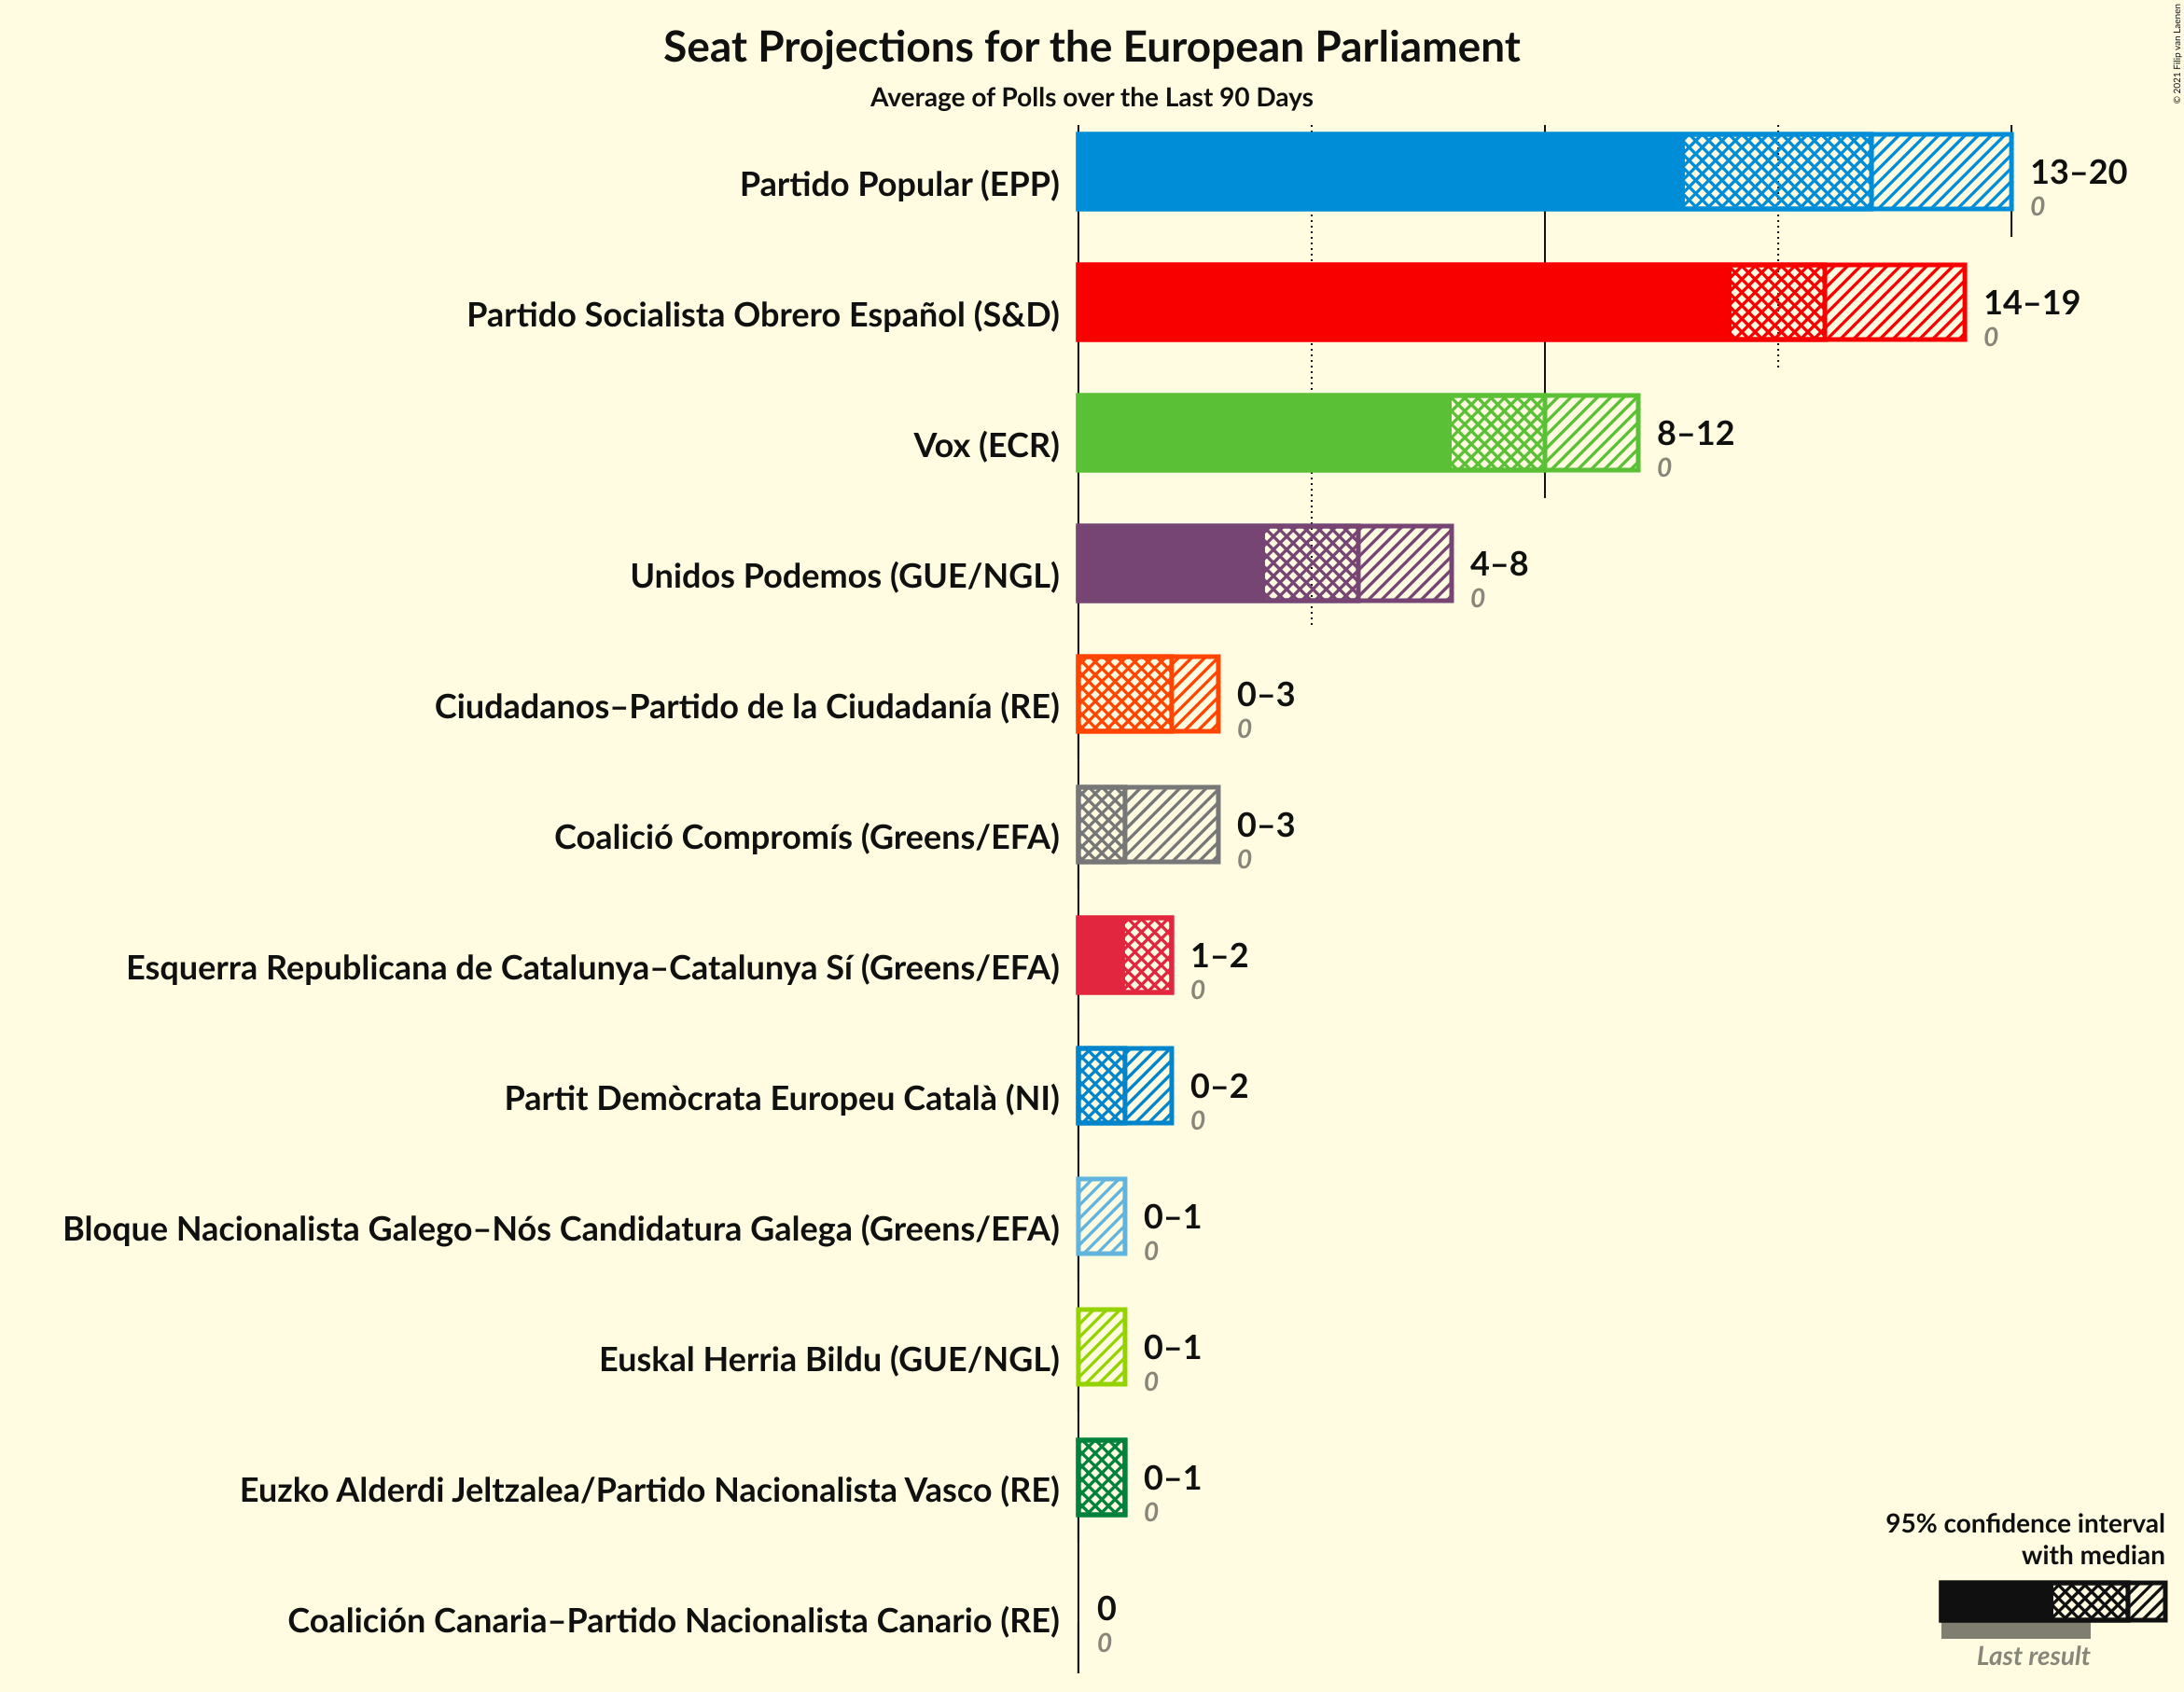 Seat Projections for the European Parliament
Average of Polls over the Last 90 Days
© 2021 Filip van Laenen
Partido Popular (EPP)
13–20
0
Partido Socialista Obrero Español (S&D)
14–19
0
Vox (ECR)
8–12
0
Unidos Podemos (GUE/NGL)
4–8
0
Ciudadanos–Partido de la Ciudadanía (RE)
0–3
0
Coalició Compromís (Greens/EFA)
0–3
0
Esquerra Republicana de Catalunya–Catalunya Sí (Greens/EFA)
1–2
0
Partit Demòcrata Europeu Català (NI)
0–2
0
Bloque Nacionalista Galego–Nós Candidatura Galega (Greens/EFA)
0–1
0
Euskal Herria Bildu (GUE/NGL)
0–1
0
Euzko Alderdi Jeltzalea/Partido Nacionalista Vasco (RE)
0–1
0
Coalición Canaria–Partido Nacionalista Canario (RE)
0
0
95% confidence interval
with median
Last result